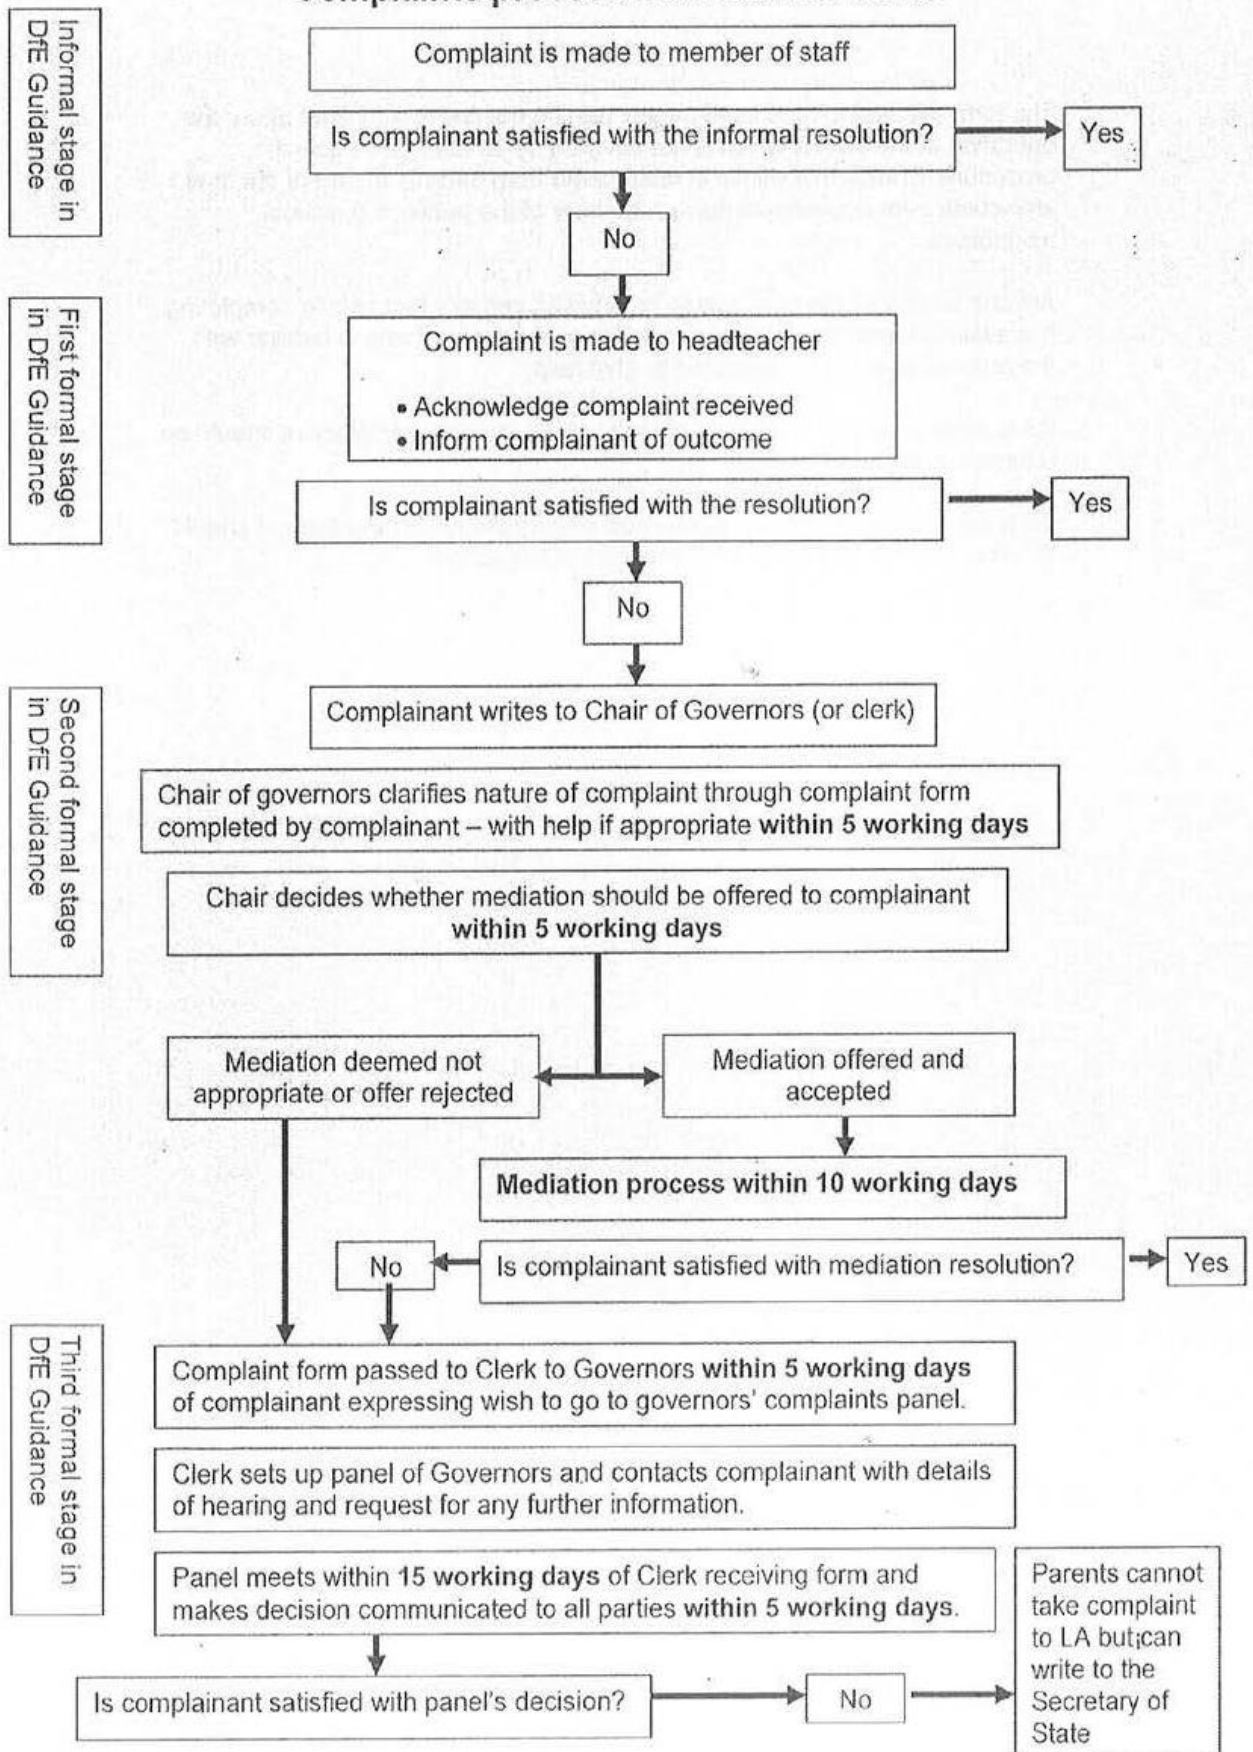 Informal stage in
DfE Guidance
Complaint is made to member of staff
Is complainant satisfied with the informal resolution?
Yes
No
First formal stage
in DfE Guidance
Complaint is made to headteacher
• Acknowledge complaint received
• Inform complainant of outcome
Is complainant satisfied with the resolution?
Yes
No
Second formal stage
in DfE Guidance
Complainant writes to Chair of Governors (or clerk)
Chair of governors clarifies nature of complaint through complaint form
completed by complainant – with help if appropriate within 5 working days
Chair decides whether mediation should be offered to complainant
within 5 working days
Mediation deemed not
appropriate or offer rejected
Mediation offered and
accepted
Mediation process within 10 working days
Is complainant satisfied with mediation resolution?
No
Yes
Third formal stage in
DfE Guidance
Complaint form passed to Clerk to Governors within 5 working days
of complainant expressing wish to go to governors' complaints panel.
Clerk sets up panel of Governors and contacts complainant with details
of hearing and request for any further information.
Panel meets within 15 working days of Clerk receiving form and
makes decision communicated to all parties within 5 working days.
Is complainant satisfied with panel's decision?
No
Parents cannot
take complaint
to LA but can
write to the
Secretary of
State